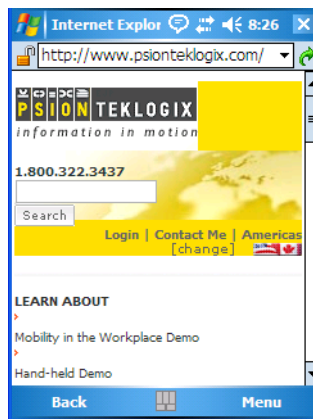 Internet Explor 8:26
http://www.psionteklogix.com/
PSION TEKLOGIX
information in motion
1.800.322.3437
Search
Login | Contact Me | Americas
[change]
LEARN ABOUT
Mobility in the Workplace Demo
Hand-held Demo
Back Menu